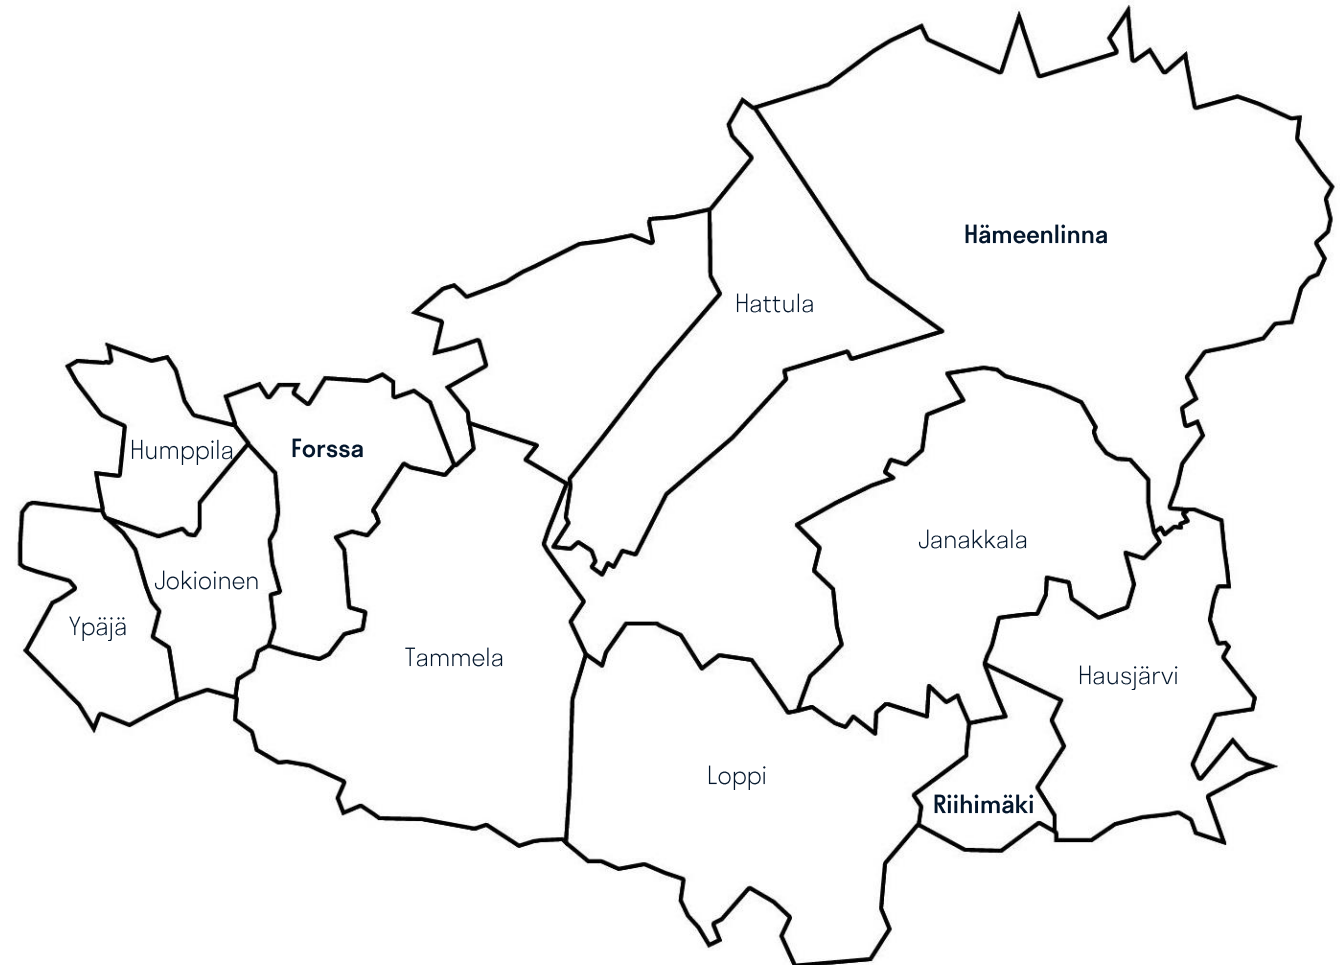 Hämeenlinna
Hattula
Humppila
Forssa
Janakkala
Jokioinen
Ypäjä
Tammela
Hausjärvi
Loppi
Riihimäki